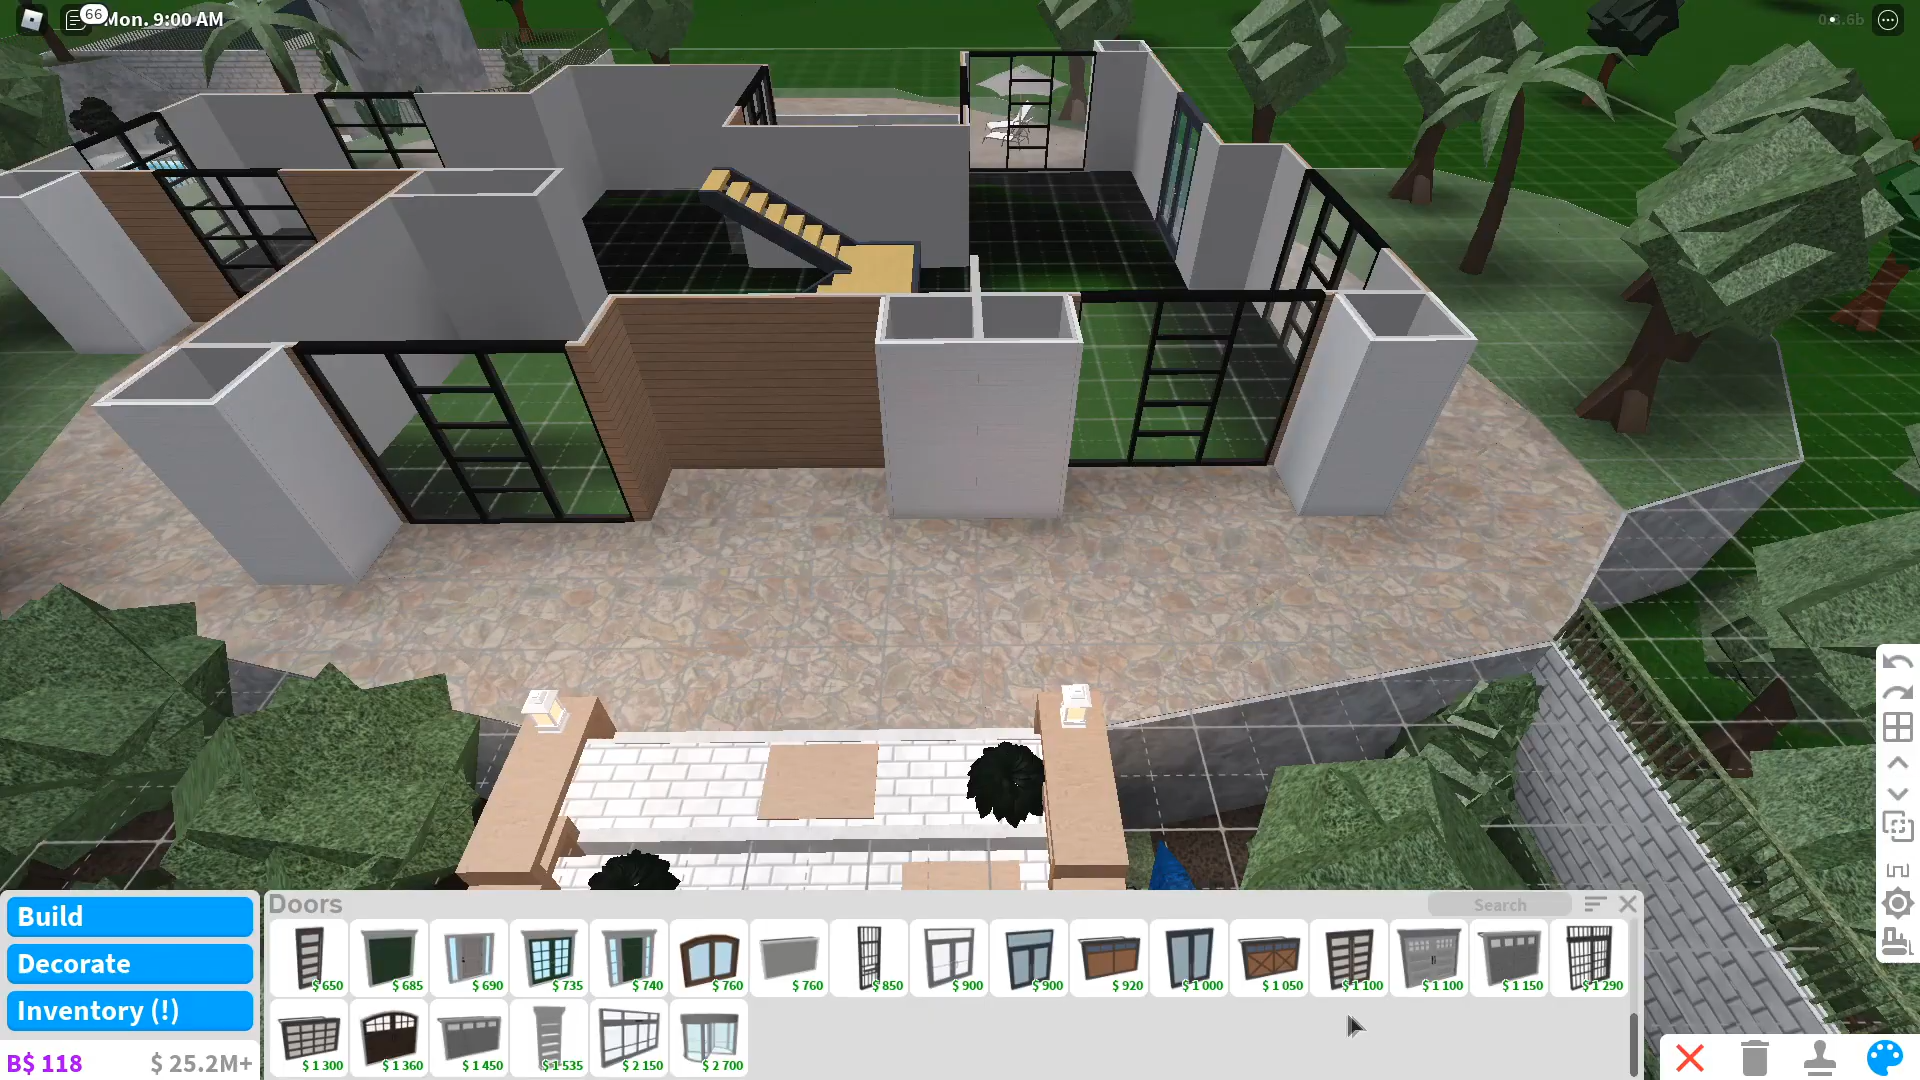 66
Mon. 9:00 AM
Build
Decorate
Inventory (!)
B$ 118
$ 25.2M+
Doors
Search
$ 650
$ 685
$ 690
$ 735
$ 740
$ 760
$ 760
$ 850
$ 900
$ 900
$ 920
$ 1 000
$ 1 050
$ 1 100
$ 1 100
$ 1 150
$ 1 290
$ 1 300
$ 1 360
$ 1 450
$ 1 535
$ 2 150
$ 2 700